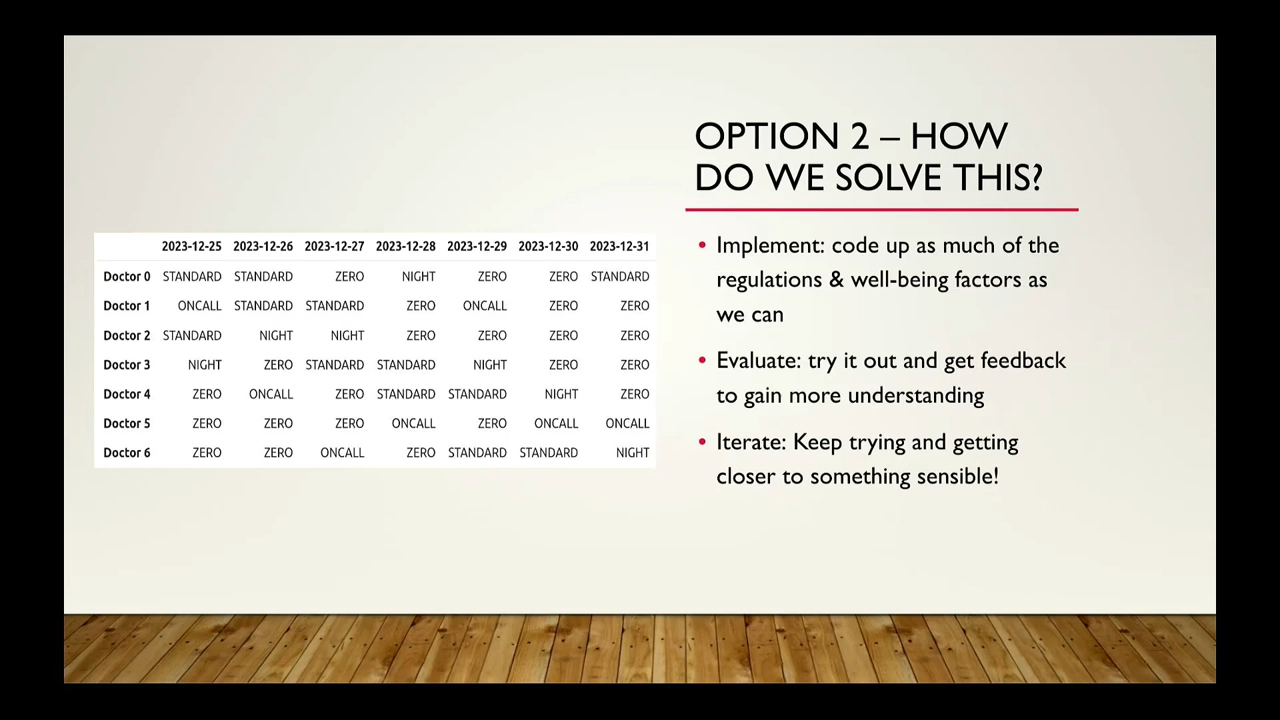 OPTION 2 – HOW
DO WE SOLVE THIS?
2023-12-25 2023-12-26 2023-12-27 2023-12-28 2023-12-29 2023-12-30 2023-12-31
Doctor 0 STANDARD STANDARD ZERO NIGHT ZERO ZERO STANDARD
Doctor 1 ONCALL STANDARD STANDARD ZERO ONCALL ZERO ZERO
Doctor 2 STANDARD NIGHT NIGHT ZERO ZERO ZERO ZERO
Doctor 3 NIGHT ZERO STANDARD STANDARD NIGHT ZERO ZERO
Doctor 4 ZERO ONCALL ZERO STANDARD STANDARD NIGHT ZERO
Doctor 5 ZERO ZERO ZERO ONCALL ZERO ONCALL ONCALL
Doctor 6 ZERO ZERO ONCALL ZERO STANDARD STANDARD NIGHT
• Implement: code up as much of the
regulations & well-being factors as
we can
• Evaluate: try it out and get feedback
to gain more understanding
• Iterate: Keep trying and getting
closer to something sensible!